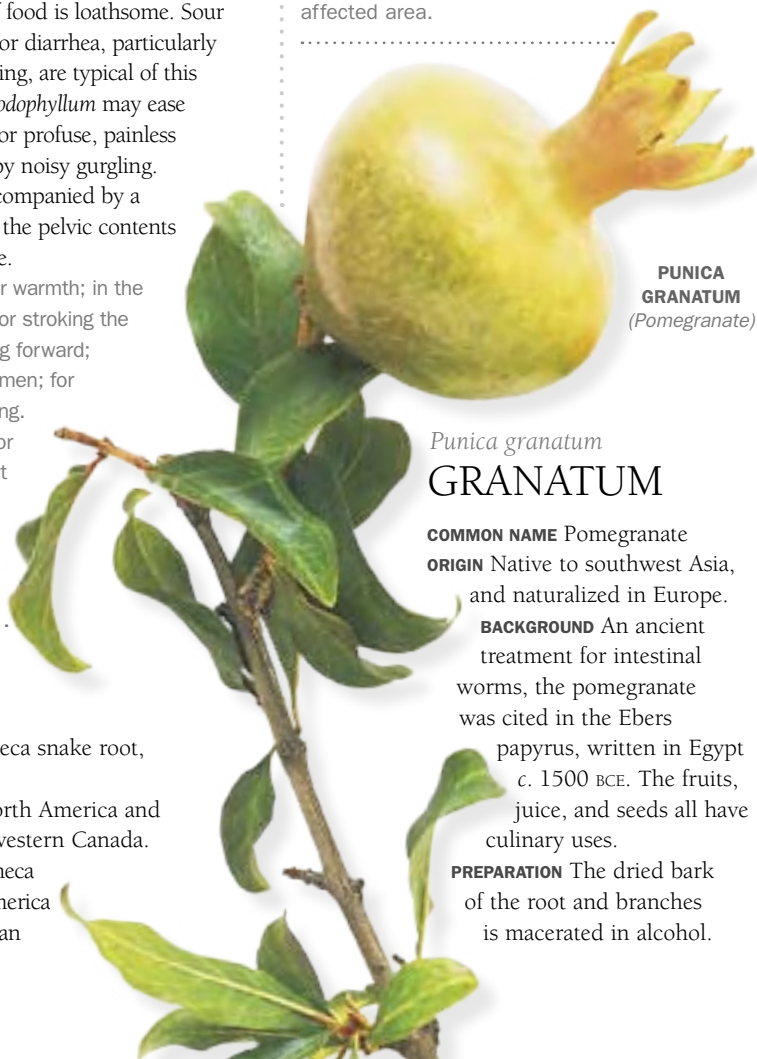 f food is loathsome. Sour
or diarrhea, particularly
ing, are typical of this
odophyllum may ease
or profuse, painless
by noisy gurgling.
companied by a
the pelvic contents
e.
r warmth; in the
or stroking the
g forward;
men; for
ng.
or
t
eca snake root,
orth America and
western Canada.
neca
merica
an
affected area.
PUNICA
GRANATUM
(Pomegranate)
Punica granatum
GRANATUM
COMMON NAME Pomegranate
ORIGIN Native to southwest Asia,
and naturalized in Europe.
BACKGROUND An ancient
treatment for intestinal
worms, the pomegranate
was cited in the Ebers
papyrus, written in Egypt
c. 1500 BCE. The fruits,
juice, and seeds all have
culinary uses.
PREPARATION The dried bark
of the root and branches
is macerated in alcohol.